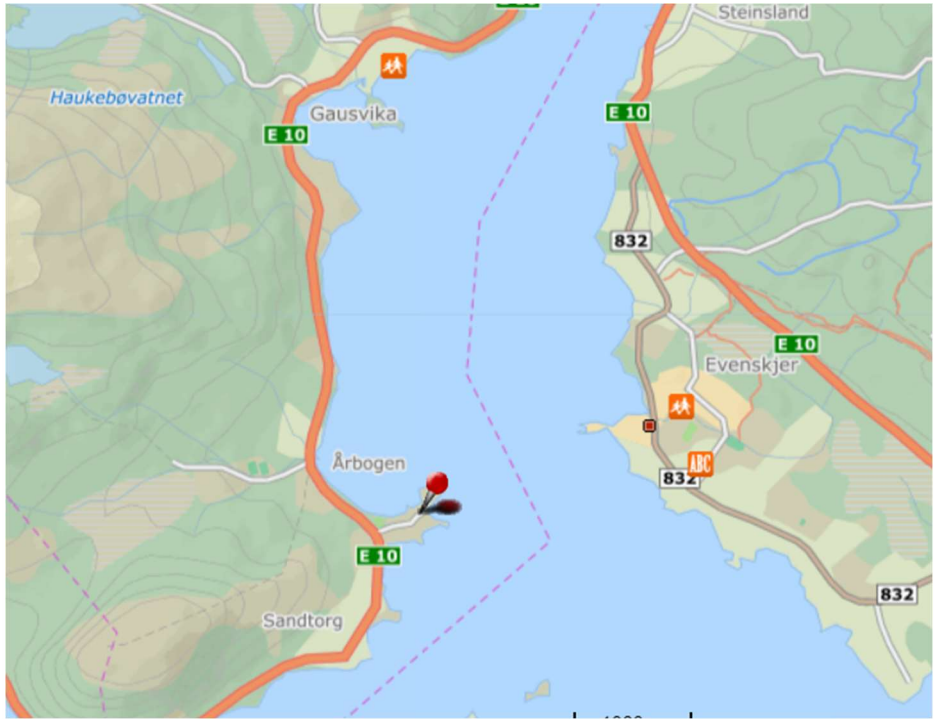 Steinsland
Haukebøvatnet
Gausvika
E 10
E 10
832
E 10
Evenskjer
Årbogen
ABC
832
E 10
832
Sandtorg